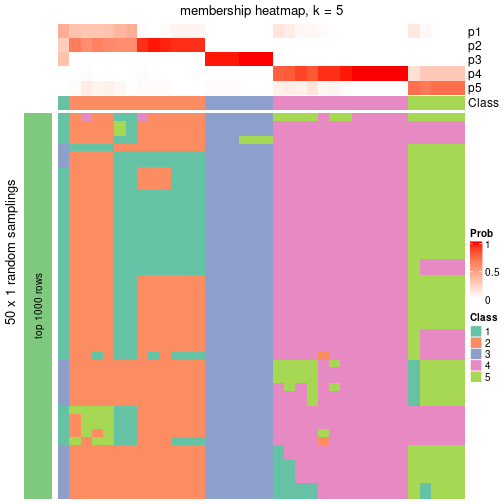 membership heatmap, k = 5
p1
p2
p3
p4
p5
Class
50 x 1 random samplings
top 1000 rows
Prob
1
0.5
0
Class
1
2
3
4
5